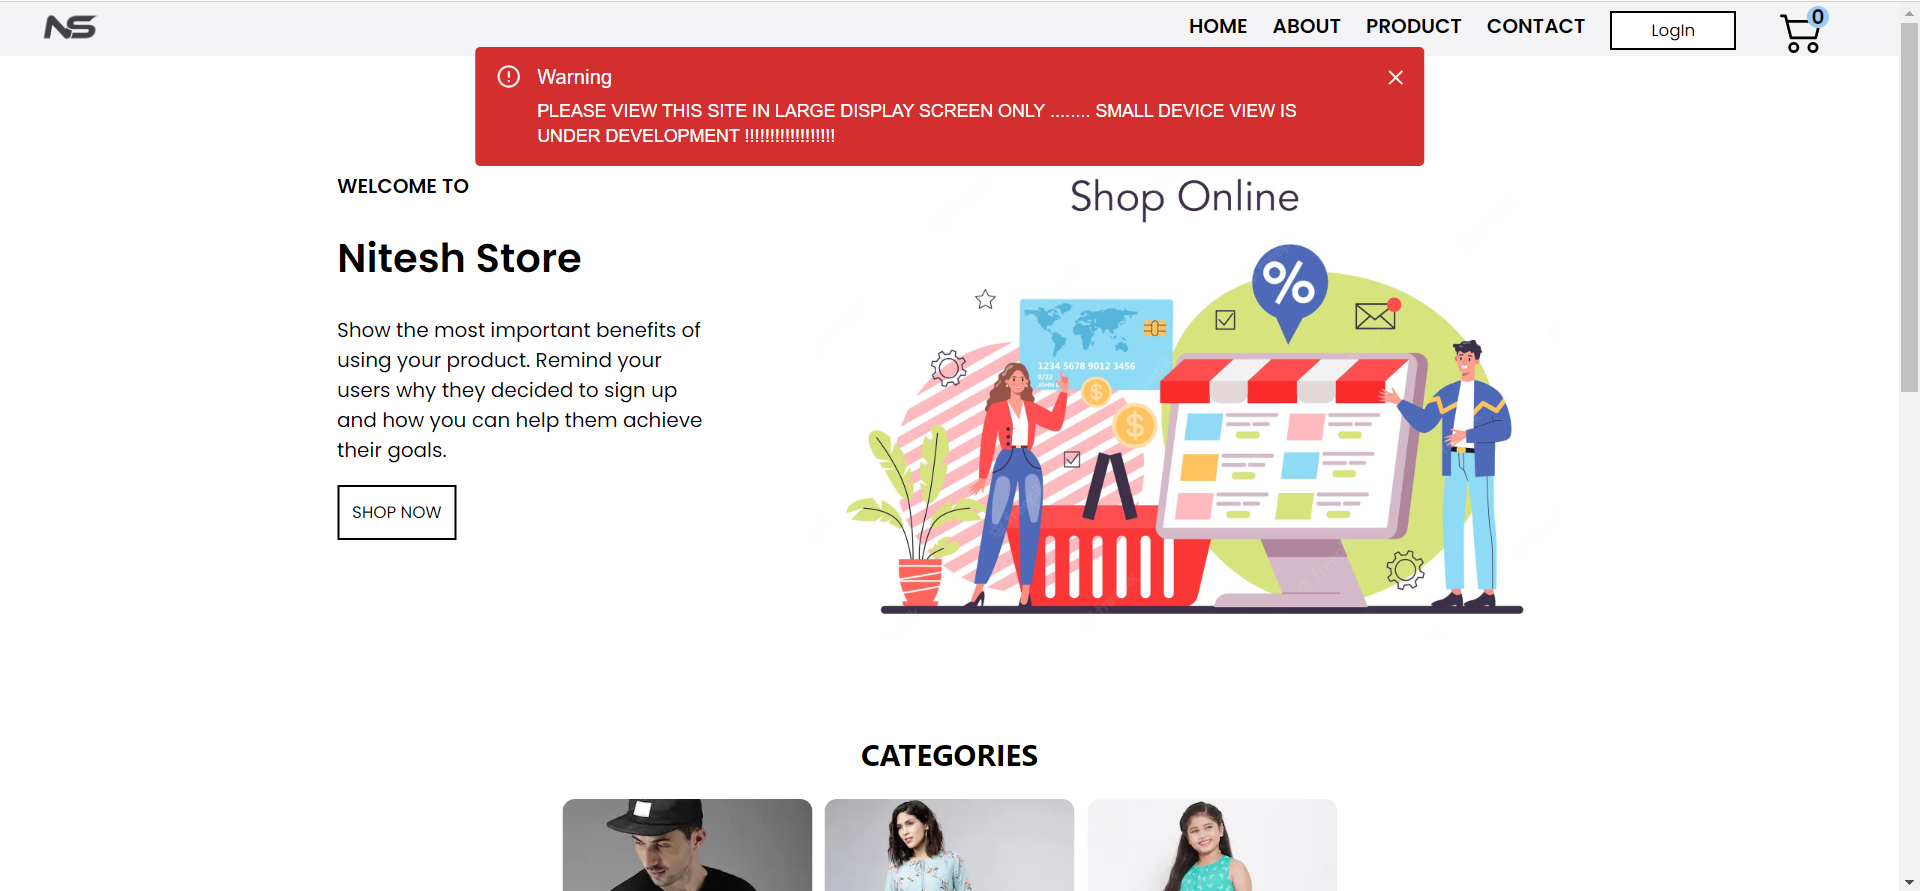 NS
HOME ABOUT PRODUCT CONTACT LogIn 0
Warning
PLEASE VIEW THIS SITE IN LARGE DISPLAY SCREEN ONLY ........ SMALL DEVICE VIEW IS
UNDER DEVELOPMENT !!!!!!!!!!!!!!!!!!
WELCOME TO
Nitesh Store
Show the most important benefits of
using your product. Remind your
users why they decided to sign up
and how you can help them achieve
their goals.
SHOP NOW
Shop Online
%
1234 5678 9012 3456
9/22
JOHN
$
$
CATEGORIES